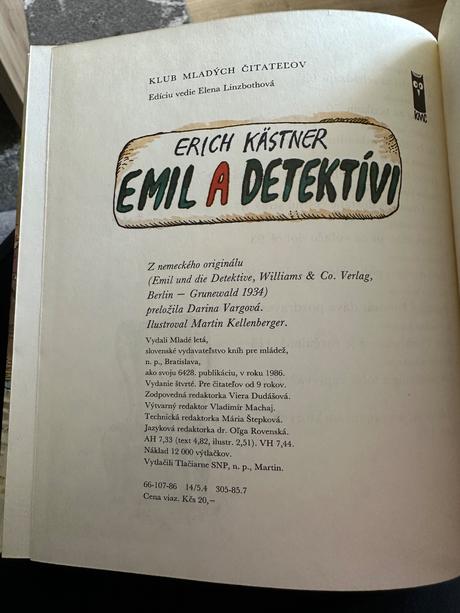 KLUB MLADÝCH ČITATEĽOV
Edíciu vedie Elena Linzbothová
kmč
ERICH KÄSTNER
EMIL A DETEKTÍVI
Z nemeckého originálu
(Emil und die Detektive, Williams & Co. Verlag,
Berlin — Grunewald 1934)
preložila Darina Vargová.
Ilustroval Martin Kellenberger.
Vydali Mladé letá,
slovenské vydavateľstvo kníh pre mládež,
n. p., Bratislava,
ako svoju 6428. publikáciu, v roku 1986.
Vydanie štvrté. Pre čitateľov od 9 rokov.
Zodpovedná redaktorka Viera Dudášová.
Výtvarný redaktor Vladimír Machaj.
Technická redaktorka Mária Štepková.
Jazyková redaktorka dr. Oľga Rovenská.
AH 7,33 (text 4,82, ilustr. 2,51). VH 7,44.
Náklad 12 000 výtlačkov.
Vytlačili Tlačiarne SNP, n. p., Martin.
66-107-86 14/5.4 305-85.7
Cena viaz. Kčs 20,—